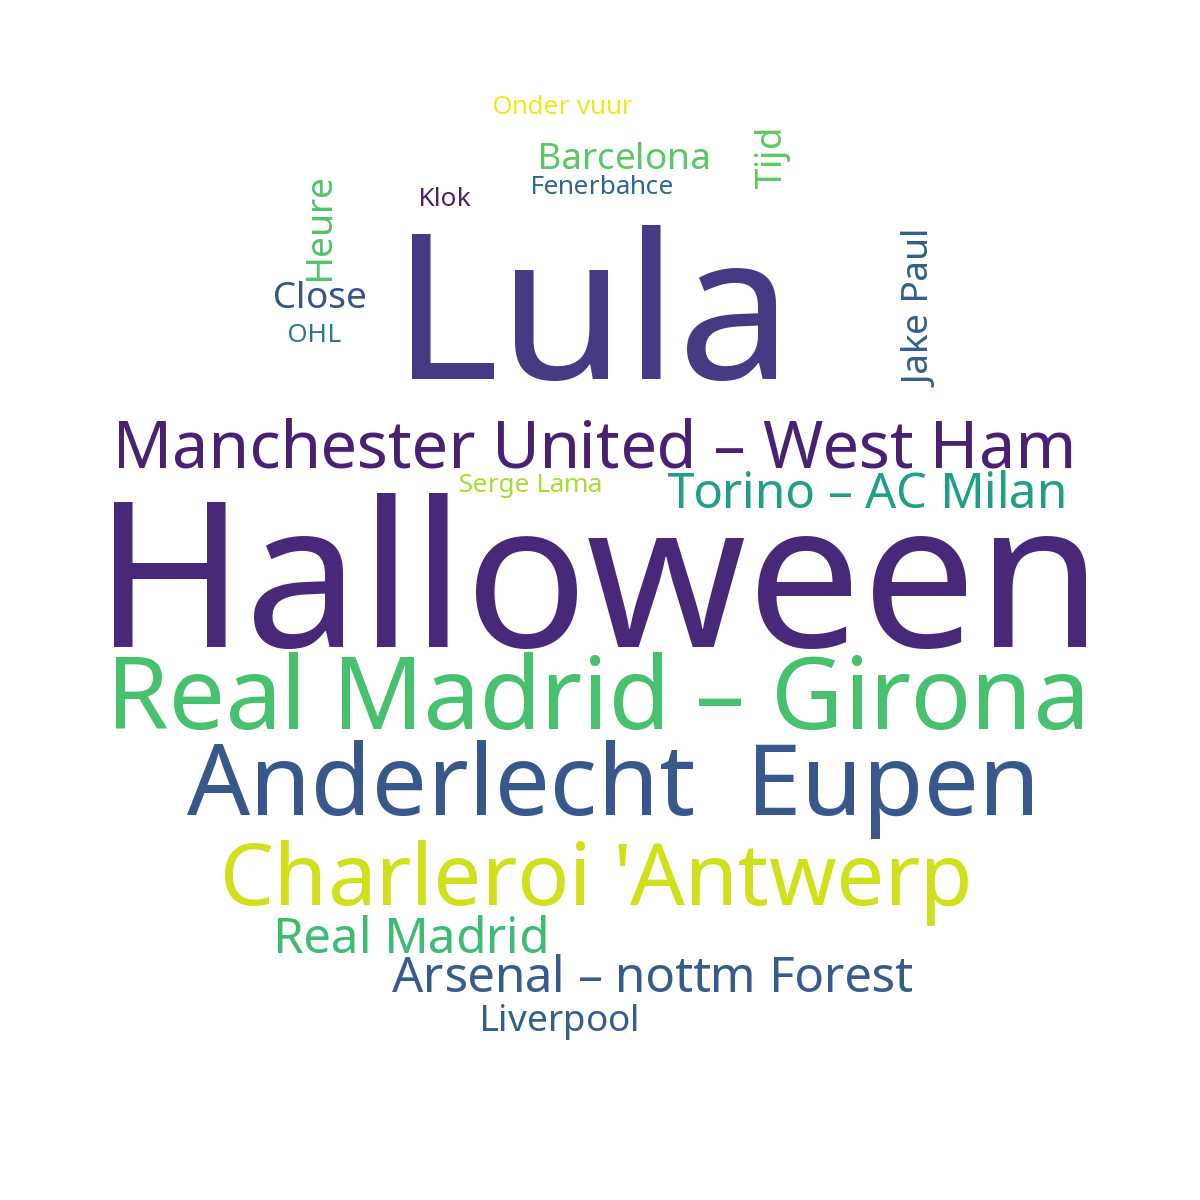 Onder vuur
Barcelona
Tijd
Fenerbahce
Klok
Heure
Lula
Jake Paul
Close
OHL
Manchester United – West Ham
Serge Lama
Torino – AC Milan
Halloween
Real Madrid – Girona
Anderlecht  Eupen
Charleroi 'Antwerp
Real Madrid
Arsenal – nottm Forest
Liverpool